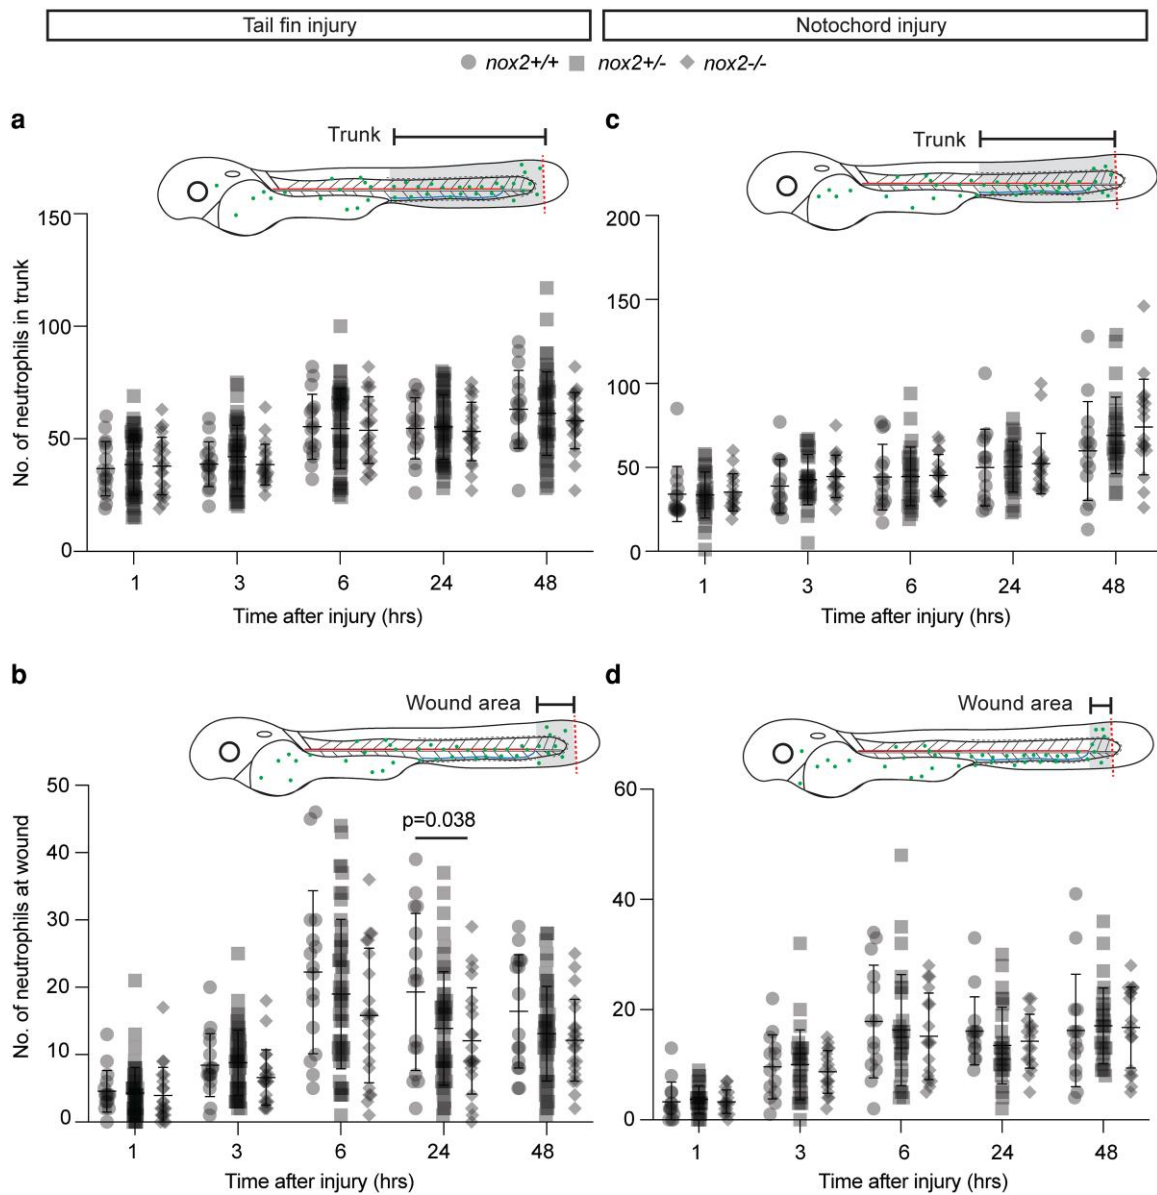 Tail fin injury
Notochord injury
nox2+/+ nox2+/- nox2-/-
a
Trunk
No. of neutrophils in trunk
150
100
50
0
1 3 6 24 48
Time after injury (hrs)
c
Trunk
200
150
100
50
0
1 3 6 24 48
Time after injury (hrs)
b
Wound area
No. of neutrophils at wound
50
40
30
20
10
0
p=0.038
1 3 6 24 48
Time after injury (hrs)
d
Wound area
60
40
20
0
1 3 6 24 48
Time after injury (hrs)